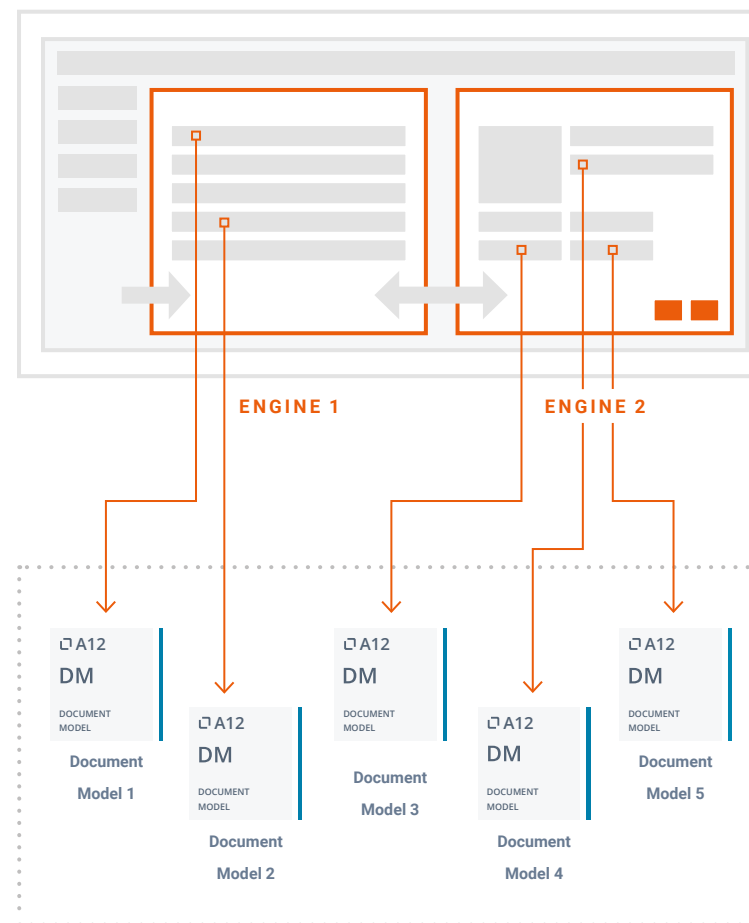 ENGINE 1
ENGINE 2
A12
DM
DOCUMENT
MODEL
Document
Model 1
A12
DM
DOCUMENT
MODEL
Document
Model 2
A12
DM
DOCUMENT
MODEL
Document
Model 3
A12
DM
DOCUMENT
MODEL
Document
Model 4
A12
DM
DOCUMENT
MODEL
Document
Model 5